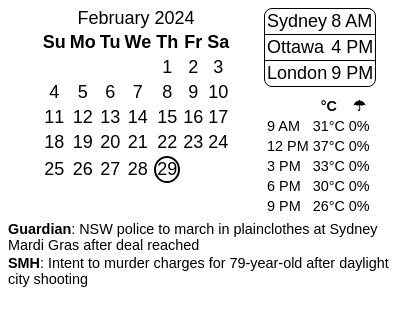 February 2024
Su Mo Tu We Th Fr Sa
1 2 3
4 5 6 7 8 9 10
11 12 13 14 15 16 17
18 19 20 21 22 23 24
25 26 27 28 29
Sydney 8 AM
Ottawa 4 PM
London 9 PM
°C ☂
9 AM 31°C 0%
12 PM 37°C 0%
3 PM 33°C 0%
6 PM 30°C 0%
9 PM 26°C 0%
Guardian: NSW police to march in plainclothes at Sydney
Mardi Gras after deal reached
SMH: Intent to murder charges for 79-year-old after daylight
city shooting